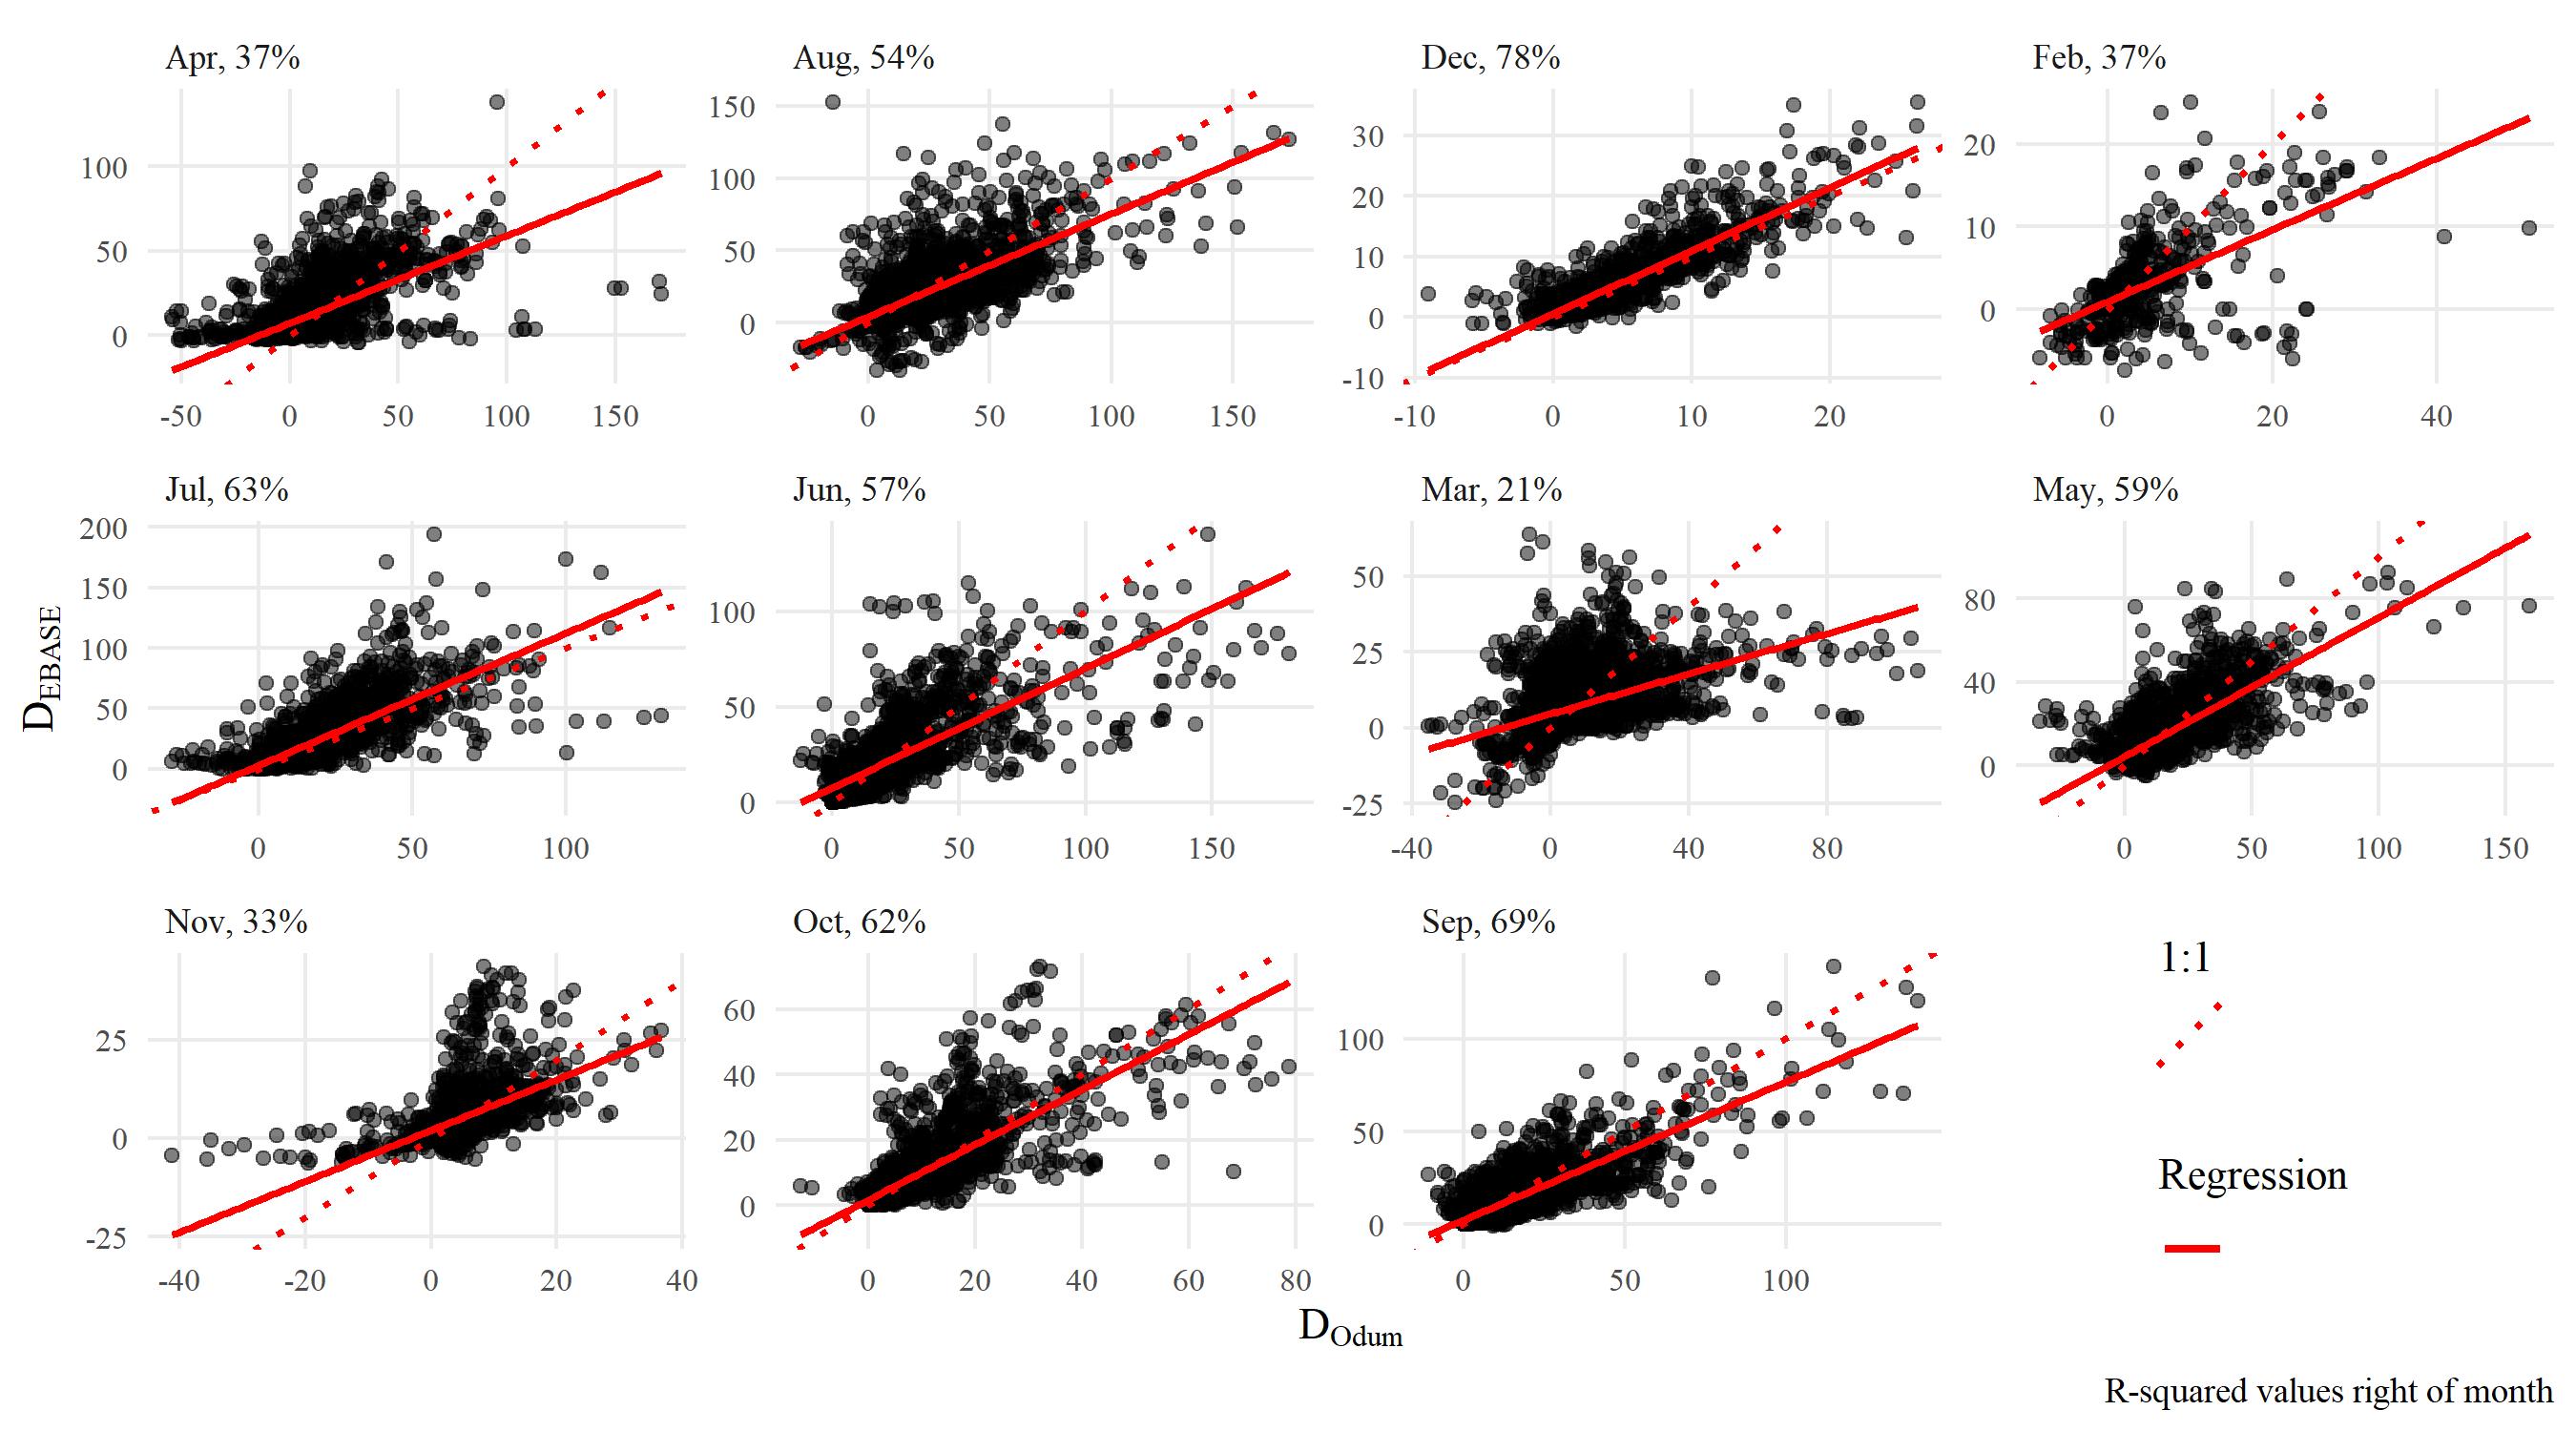 Apr, 37%
Aug, 54%
Dec, 78%
Feb, 37%
100
50
0
-50 0 50 100 150
150
100
50
0
0 50 100 150
30
20
10
0
-10
-10 0 10 20
20
10
0
0 20 40
Jul, 63%
Jun, 57%
Mar, 21%
May, 59%
200
150
100
50
0
0 50 100
100
50
0
0 50 100 150
50
25
0
-25
-40 0 40 80
80
40
0
0 50 100 150
DEBASE
Nov, 33%
Oct, 62%
Sep, 69%
25
0
-25
-40 -20 0 20 40
60
40
20
0
0 20 40 60 80
100
50
0
0 50 100
1:1
Regression
DOdum
R-squared values right of month